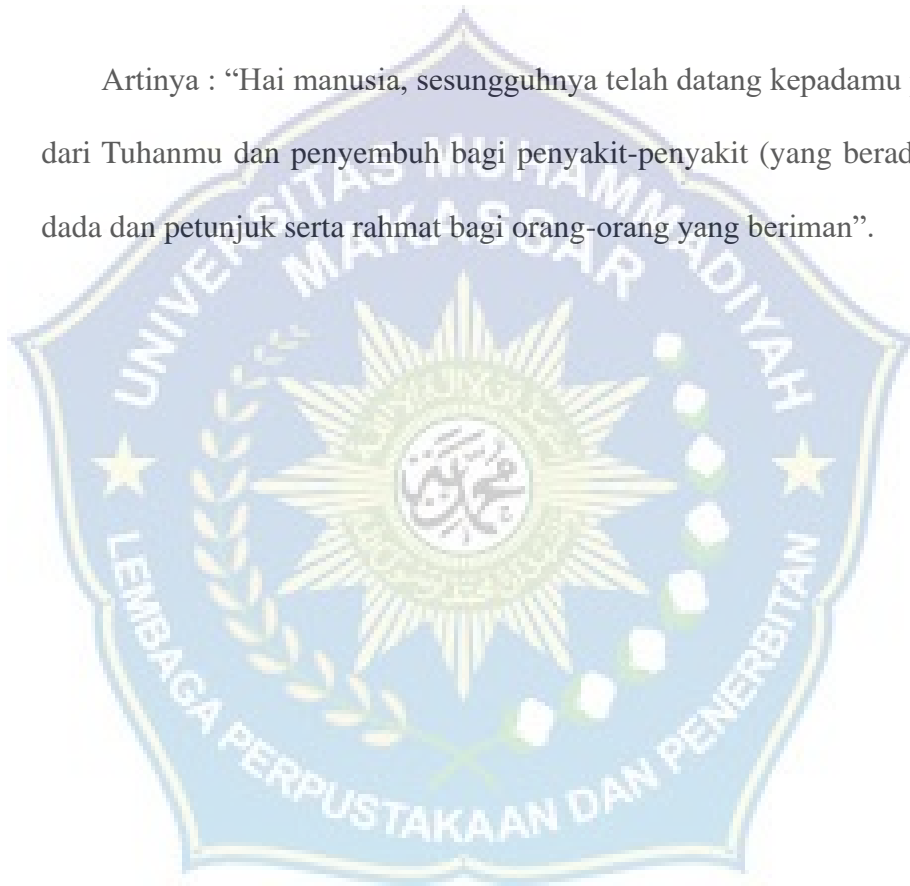 Artinya : “Hai manusia, sesungguhnya telah datang kepadamu
dari Tuhanmu dan penyembuh bagi penyakit-penyakit (yang
dada dan petunjuk serta rahmat bagi orang-orang yang beriman”.
UNIVERSITAS MUHAMMADIYAH
MAKASSAR
محمد
LEMBAGA PERPUSTAKAAN DAN PENERBITAN